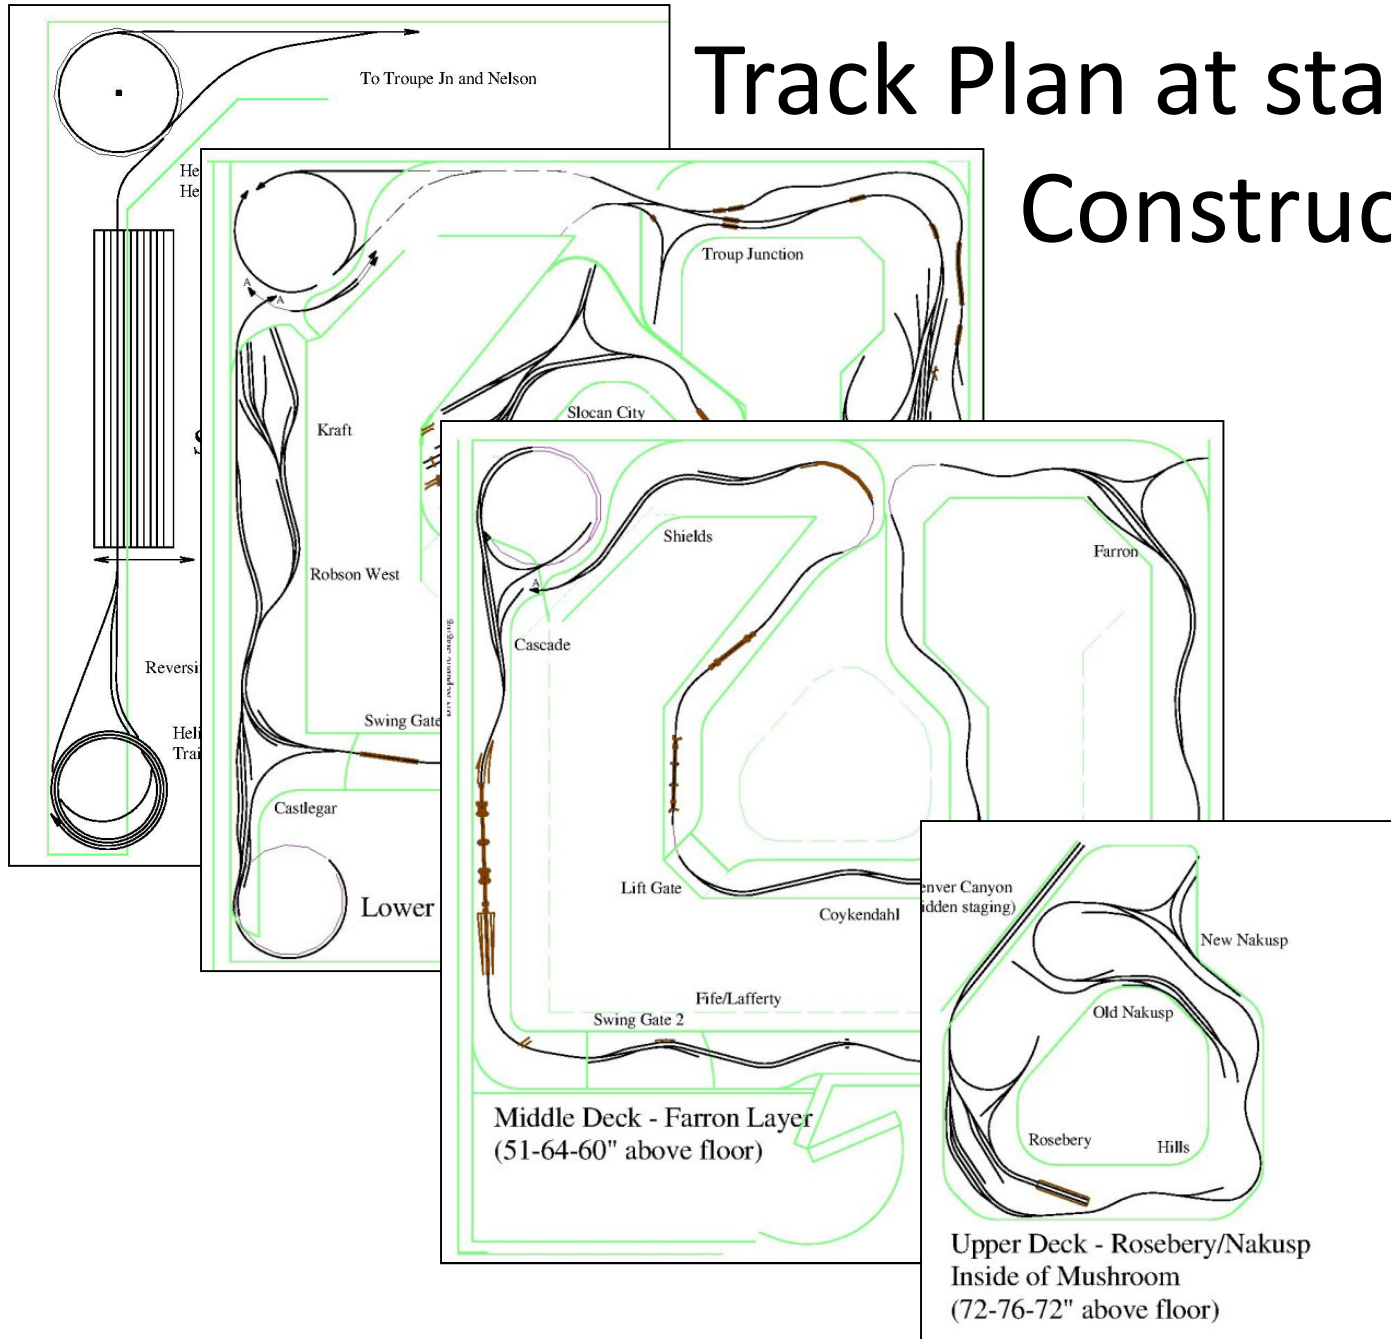 Track Plan at sta
Construc
To Troupe Jn and Nelson
He
He
S
Reversi
Heli
Trai
Troup Junction
A
A
Slocan City
Kraft
Robson West
Swing Gate
Castlegar
Lower
Shields
Farron
A
Cascade
Lift Gate
Coykendahl
Fife/Lafferty
Swing Gate 2
Middle Deck - Farron Layer
(51-64-60" above floor)
enver Canyon
idden staging)
New Nakusp
Old Nakusp
Rosebery
Hills
Upper Deck - Rosebery/Nakusp
Inside of Mushroom
(72-76-72" above floor)